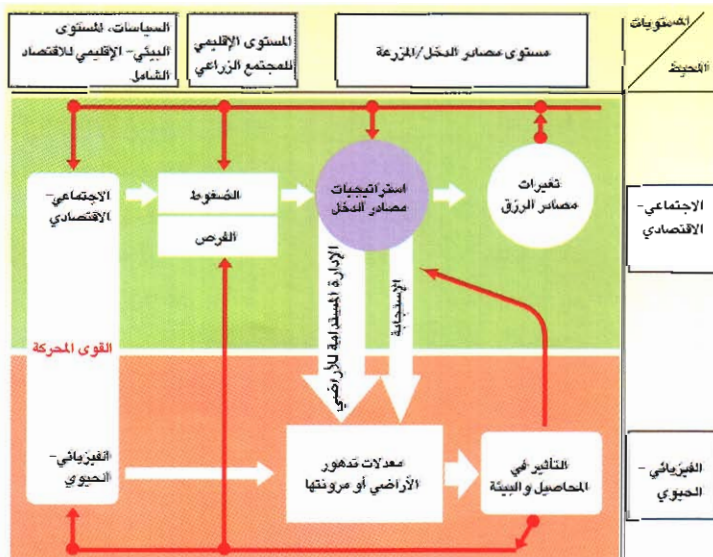 المستويات
المحيط
مستوى مصادر الدخل/المزرعة
المستوى الإقليمي
للمجتمع الزراعي
السياسات، المستوى
البيئي- الإقليمي للاقتصاد
الشامل
الاجتماعي-
الاقتصادي
تغيرات
مصادر الرزق
استراتيجيات
مصادر الدخل
الضغوط
الفرص
الاجتماعي-
الاقتصادي
الإستجابة
الإدارة المستدامة للأراضي
القوى المحركة
الفيزيائي-
الحيوي
التأثير في
المحاصيل والبيئة
معدلات تدهور
الأراضي أو مرونتها
الفيزيائي-
الحيوي